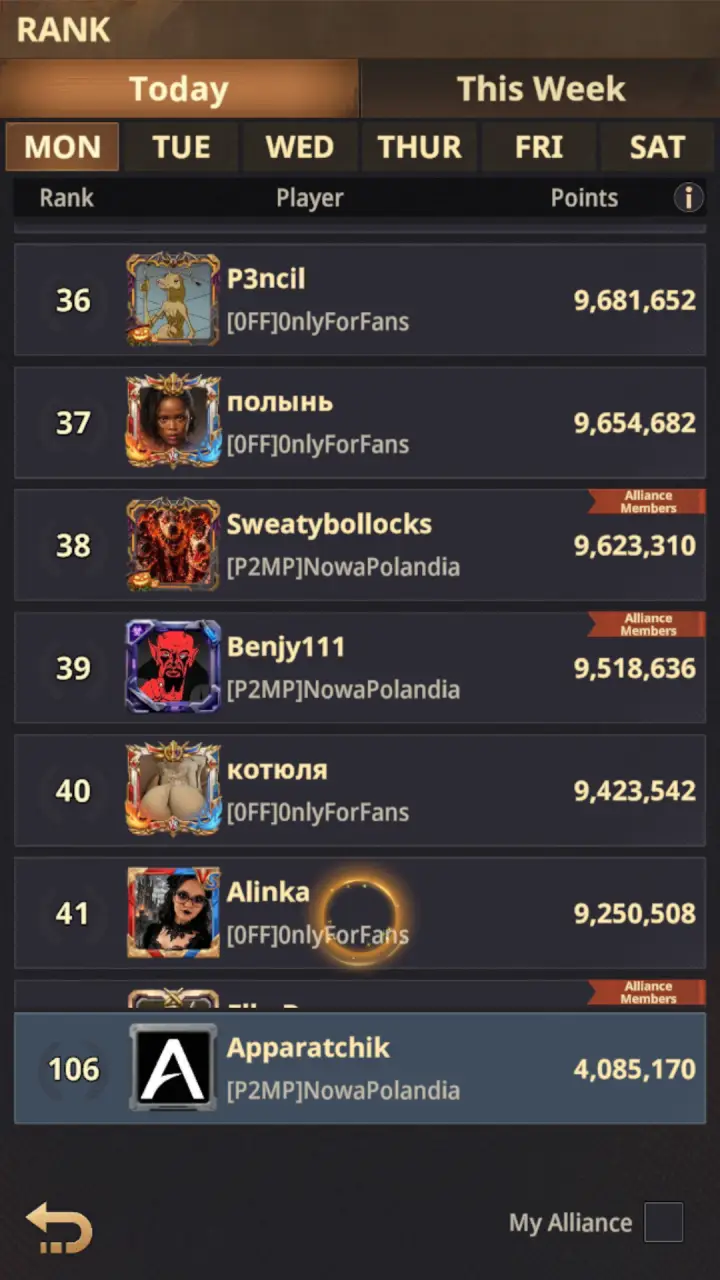 RANK
Today
This Week
MON
TUE
WED
THUR
FRI
SAT
Rank
Player
Points
36
P3ncil
[0FF]0nlyForFans
9,681,652
37
полынь
[0FF]0nlyForFans
9,654,682
Alliance
Members
38
Sweatybollocks
[P2MP]NowaPolandia
9,623,310
Alliance
Members
39
Benjy111
[P2MP]NowaPolandia
9,518,636
40
котюля
[0FF]0nlyForFans
9,423,542
41
Alinka
[0FF]0nlyForFans
9,250,508
Alliance
Members
106
Apparatchik
[P2MP]NowaPolandia
4,085,170
My Alliance